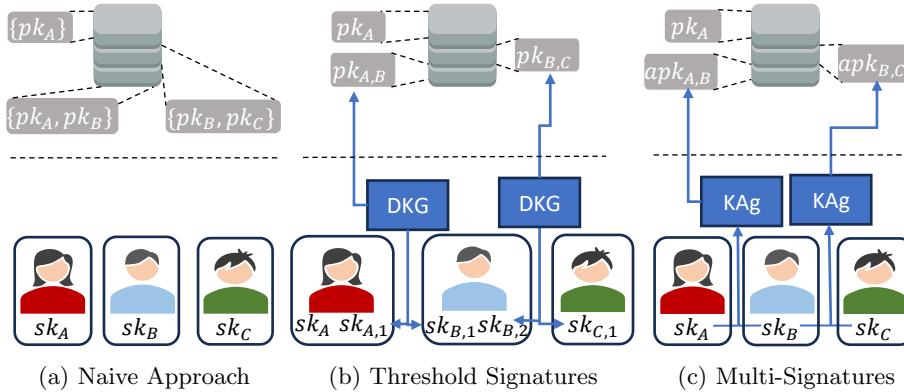 {pk_A}
{pk_A, pk_B}
{pk_B, pk_C}
sk_A
sk_B
sk_C
(a) Naive Approach
pk_A
pk_{A,B}
pk_{B,C}
DKG
DKG
sk_A sk_{A,1}
sk_{B,1} sk_{B,2}
sk_{C,1}
(b) Threshold Signatures
pk_A
apk_{A,B}
apk_{B,C}
KAg
KAg
sk_A
sk_B
sk_C
(c) Multi-Signatures